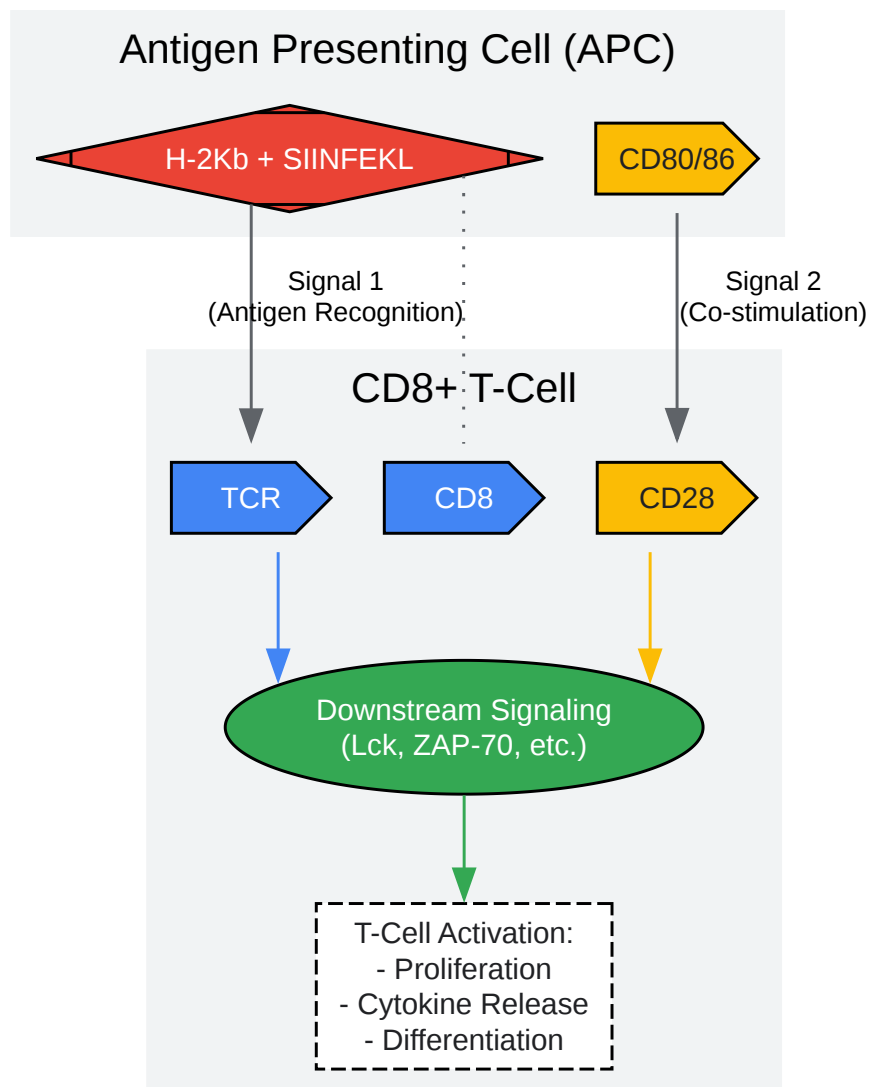 Antigen Presenting Cell (APC)
H-2Kb + SIINFEKL
CD80/86
Signal 1
(Antigen Recognition)
Signal 2
(Co-stimulation)
CD8+ T-Cell
TCR
CD8
CD28
Downstream Signaling
(Lck, ZAP-70, etc.)
T-Cell Activation:
- Proliferation
- Cytokine Release
- Differentiation